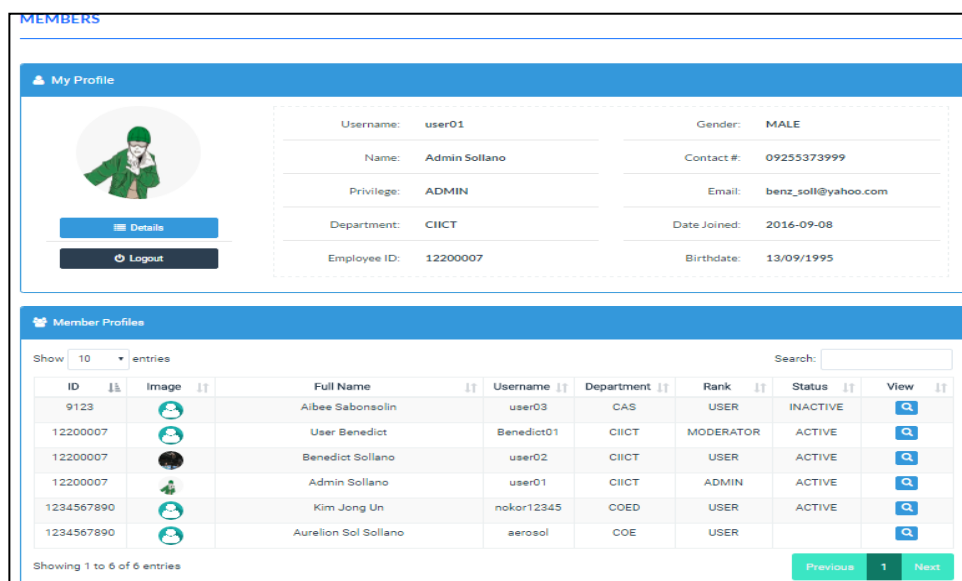 MEMBERS
My Profile
Username: user01 Gender: MALE
Name: Admin Sollano Contact #: 09255373999
Privilege: ADMIN Email: benz_soll@yahoo.com
Details
Department: CIICT Date Joined: 2016-09-08
Logout
Employee ID: 12200007 Birthdate: 13/09/1995
Member Profiles
Show 10 entries Search:
ID Image Full Name Username Department Rank Status View
9123 Aibee Sabonsolin user03 CAS USER INACTIVE
12200007 User Benedict Benedict01 CIICT MODERATOR ACTIVE
12200007 Benedict Sollano user02 CIICT USER ACTIVE
12200007 Admin Sollano user01 CIICT ADMIN ACTIVE
1234567890 Kim Jong Un nokor12345 COED USER ACTIVE
1234567890 Aurelion Sol Sollano aerosol COE USER
Showing 1 to 6 of 6 entries Previous 1 Next